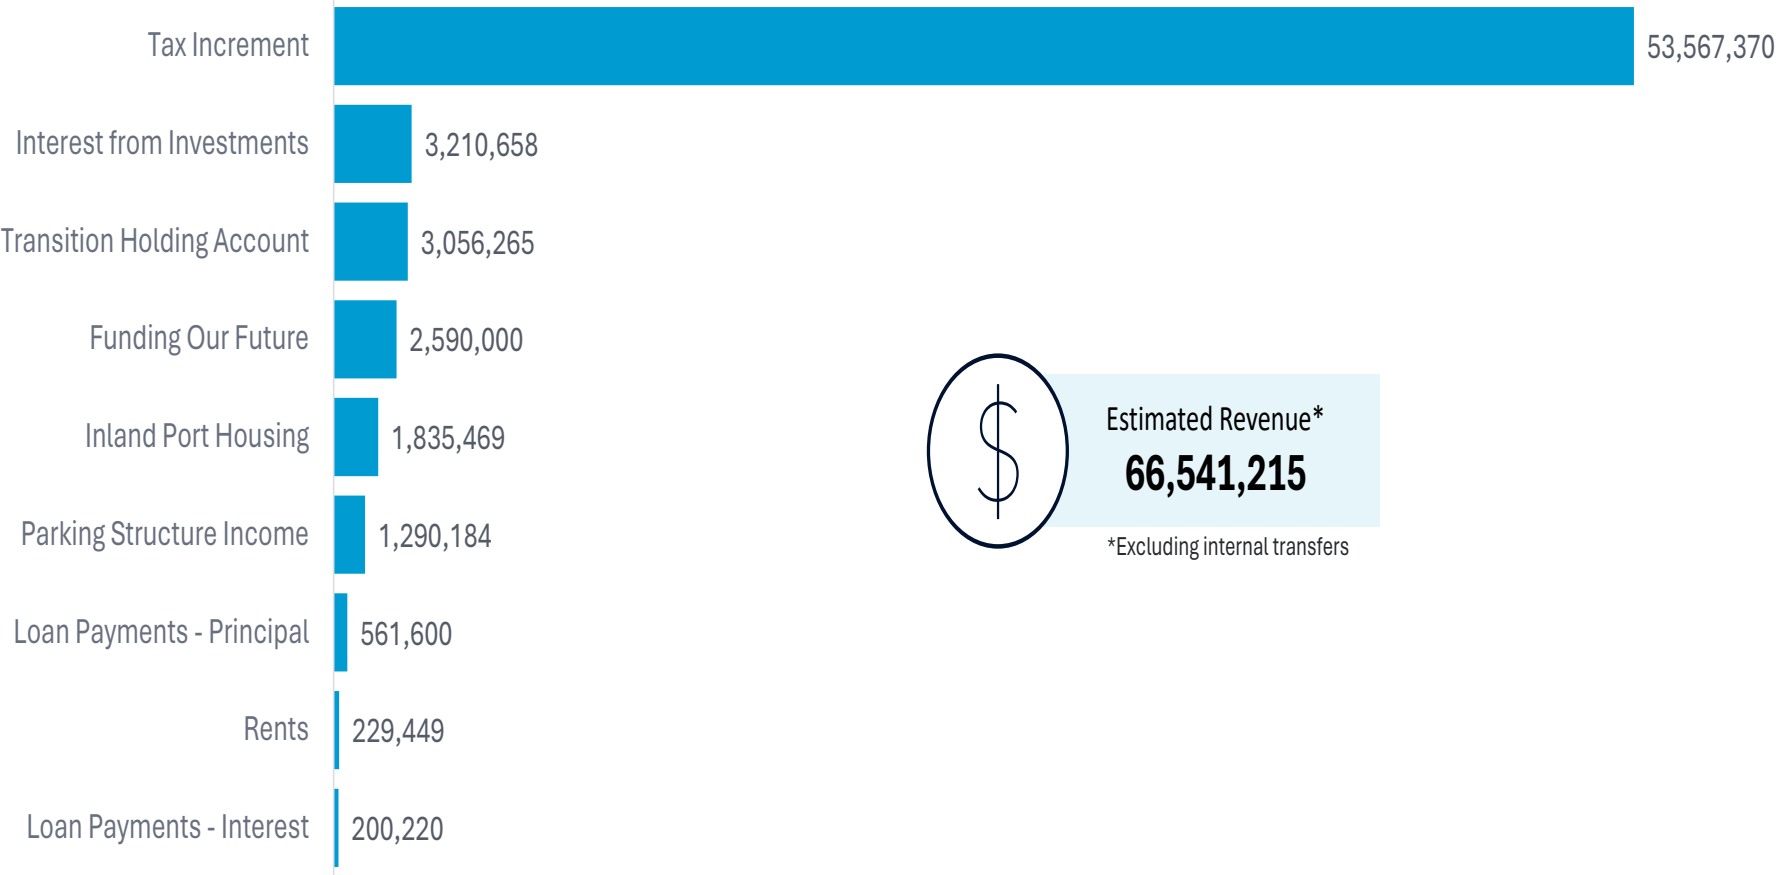 Tax Increment
53,567,370
Interest from Investments
3,210,658
Transition Holding Account
3,056,265
Funding Our Future
2,590,000
Inland Port Housing
1,835,469
Parking Structure Income
1,290,184
Loan Payments - Principal
561,600
Rents
229,449
Loan Payments - Interest
200,220
$
Estimated Revenue*
66,541,215
*Excluding internal transfers